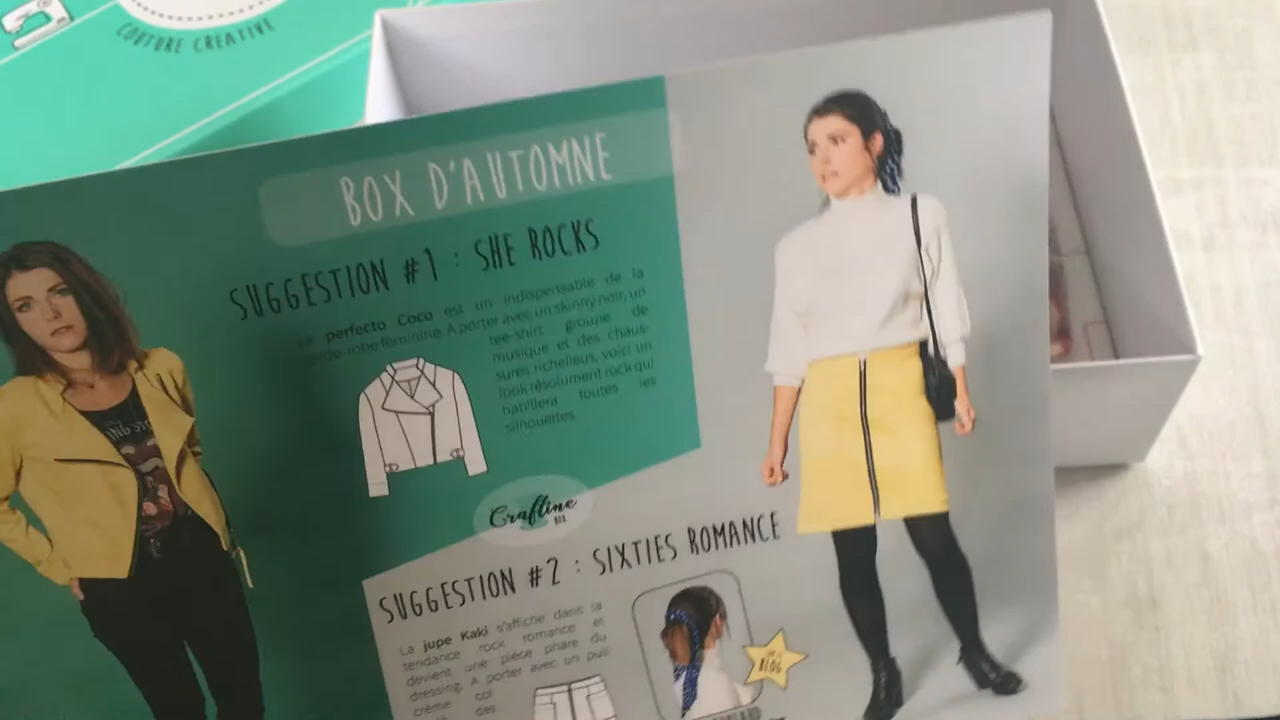 COUTURE CREATIVE
BOX D'AUTOMNE
SUGGESTION #1 : SHE ROCKS
Le perfecto Coco est un indispensable de la
garde-robe féminine. A porter avec un skinny noir, un
tee-shirt groupe de
musique et des chaus-
sures richelieus, voici un
look résolument rock qui
habillera toutes les
silhouettes.
Craftine
BOX
SUGGESTION #2 : SIXTIES ROMANCE
La jupe Kaki s'affiche dans la
tendance rock romance et
devient une pièce phare du
dressing. A porter avec un pull
crème col
des
BLOG